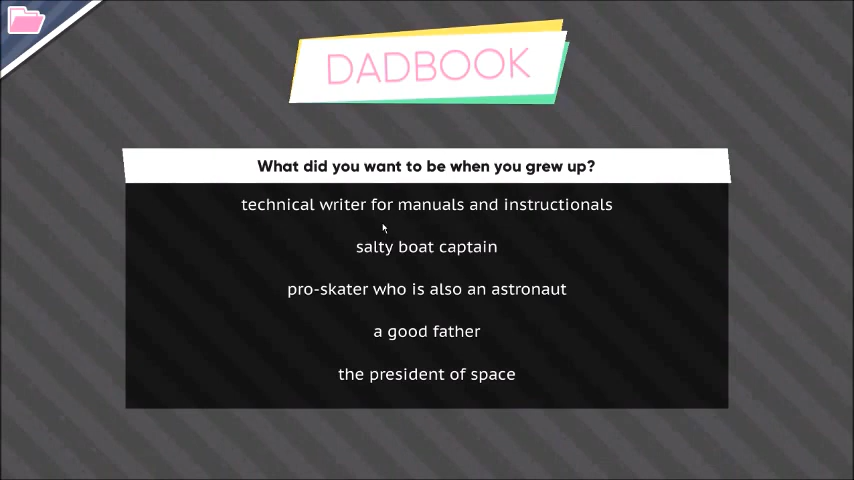 DADBOOK
What did you want to be when you grew up?
technical writer for manuals and instructionals
salty boat captain
pro-skater who is also an astronaut
a good father
the president of space